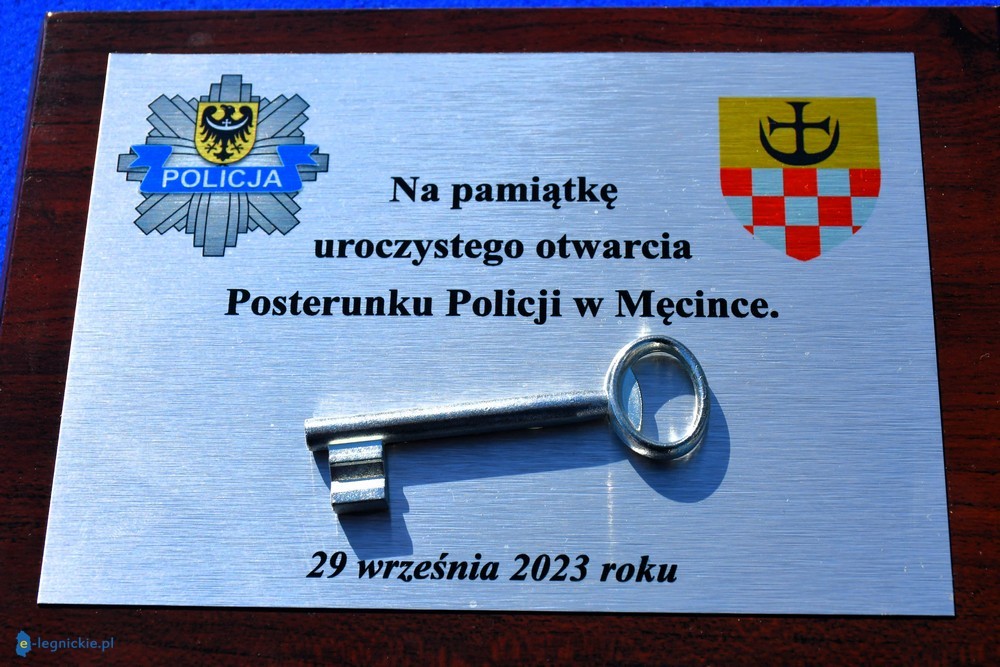 POLICJA
Na pamiątkę
uroczystego otwarcia
Posterunku Policji w Męcince.
29 września 2023 roku
e-legnickie.pl